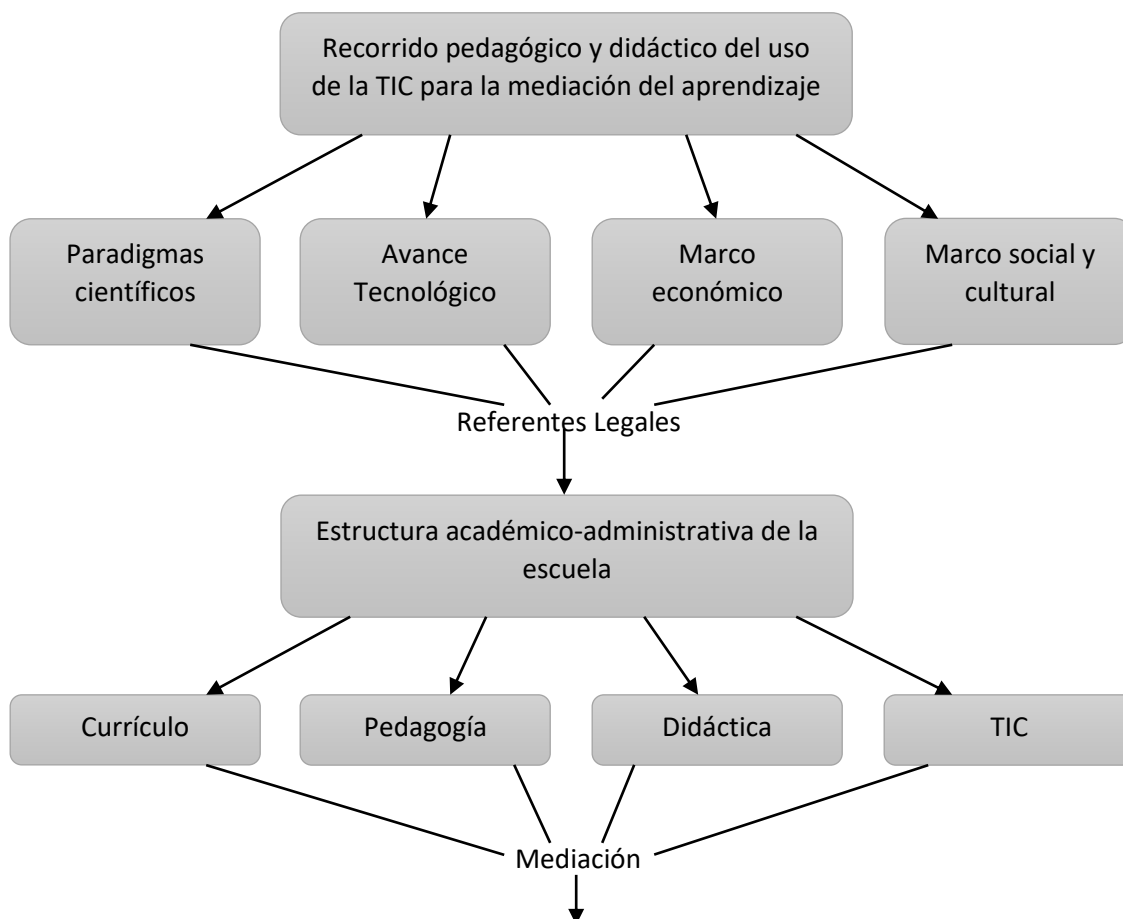 Recorrido pedagógico y didáctico del uso
de la TIC para la mediación del aprendizaje
Paradigmas
científicos
Avance
Tecnológico
Marco
económico
Marco social y
cultural
Referentes Legales
Estructura académico-administrativa de la
escuela
Currículo
Pedagogía
Didáctica
TIC
Mediación